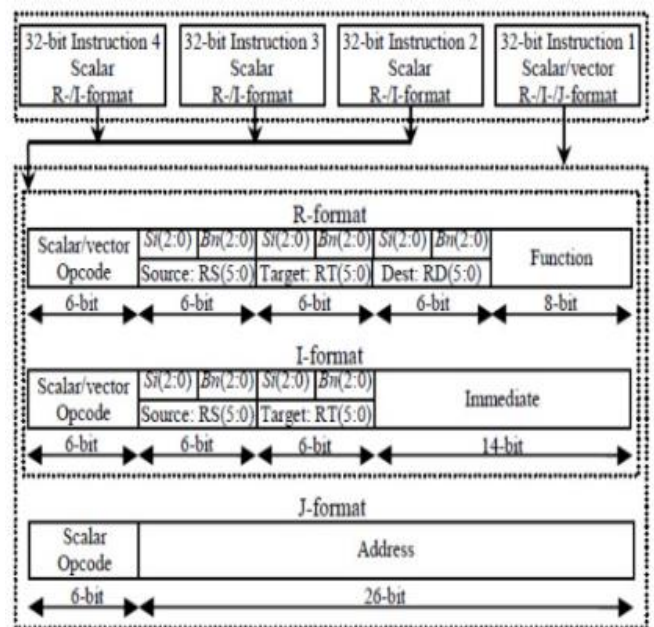 32-bit Instruction 4 32-bit Instruction 3 32-bit Instruction 2 32-bit Instruction 1
Scalar Scalar Scalar Scalar/vector
R-/I-format R-/I-format R-/I-format R-/I-/J-format
R-format
Scalar/vector Opcode Si(2:0) Bn(2:0) Si(2:0) Bn(2:0) Si(2:0) Bn(2:0) Function
Source: RS(5:0) Target: RT(5:0) Dest: RD(5:0)
6-bit 6-bit 6-bit 6-bit 8-bit
I-format
Scalar/vector Opcode Si(2:0) Bn(2:0) Si(2:0) Bn(2:0) Immediate
Source: RS(5:0) Target: RT(5:0)
6-bit 6-bit 6-bit 14-bit
J-format
Scalar Opcode Address
6-bit 26-bit